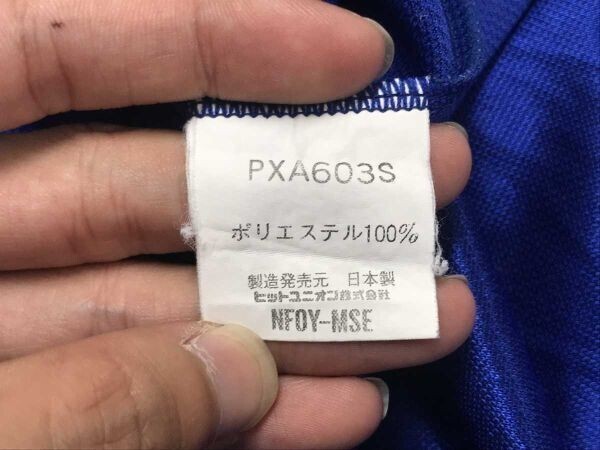 PXA603S
ポリエステル100%
製造発売元 日本製
ヒットユニオン株式会社
NFOY-MSE